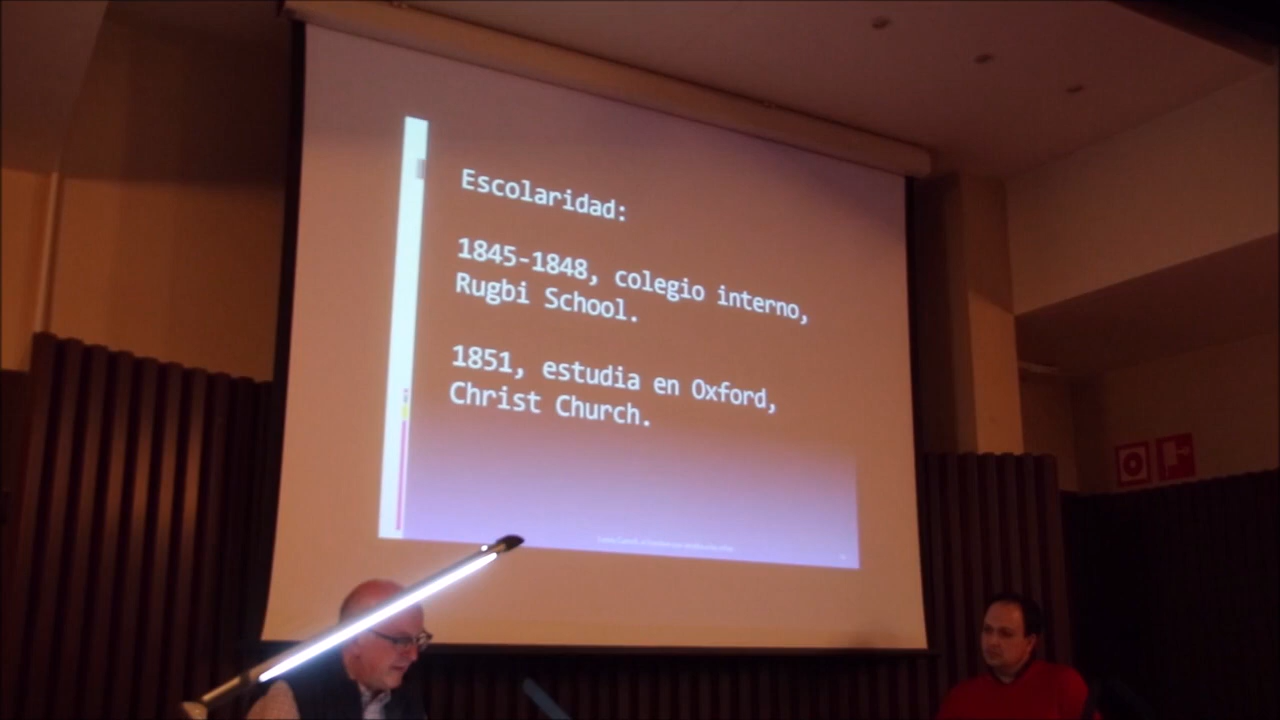 Escolaridad:
1845-1848, colegio interno,
Rugbi School.
1851, estudia en Oxford,
Christ Church.